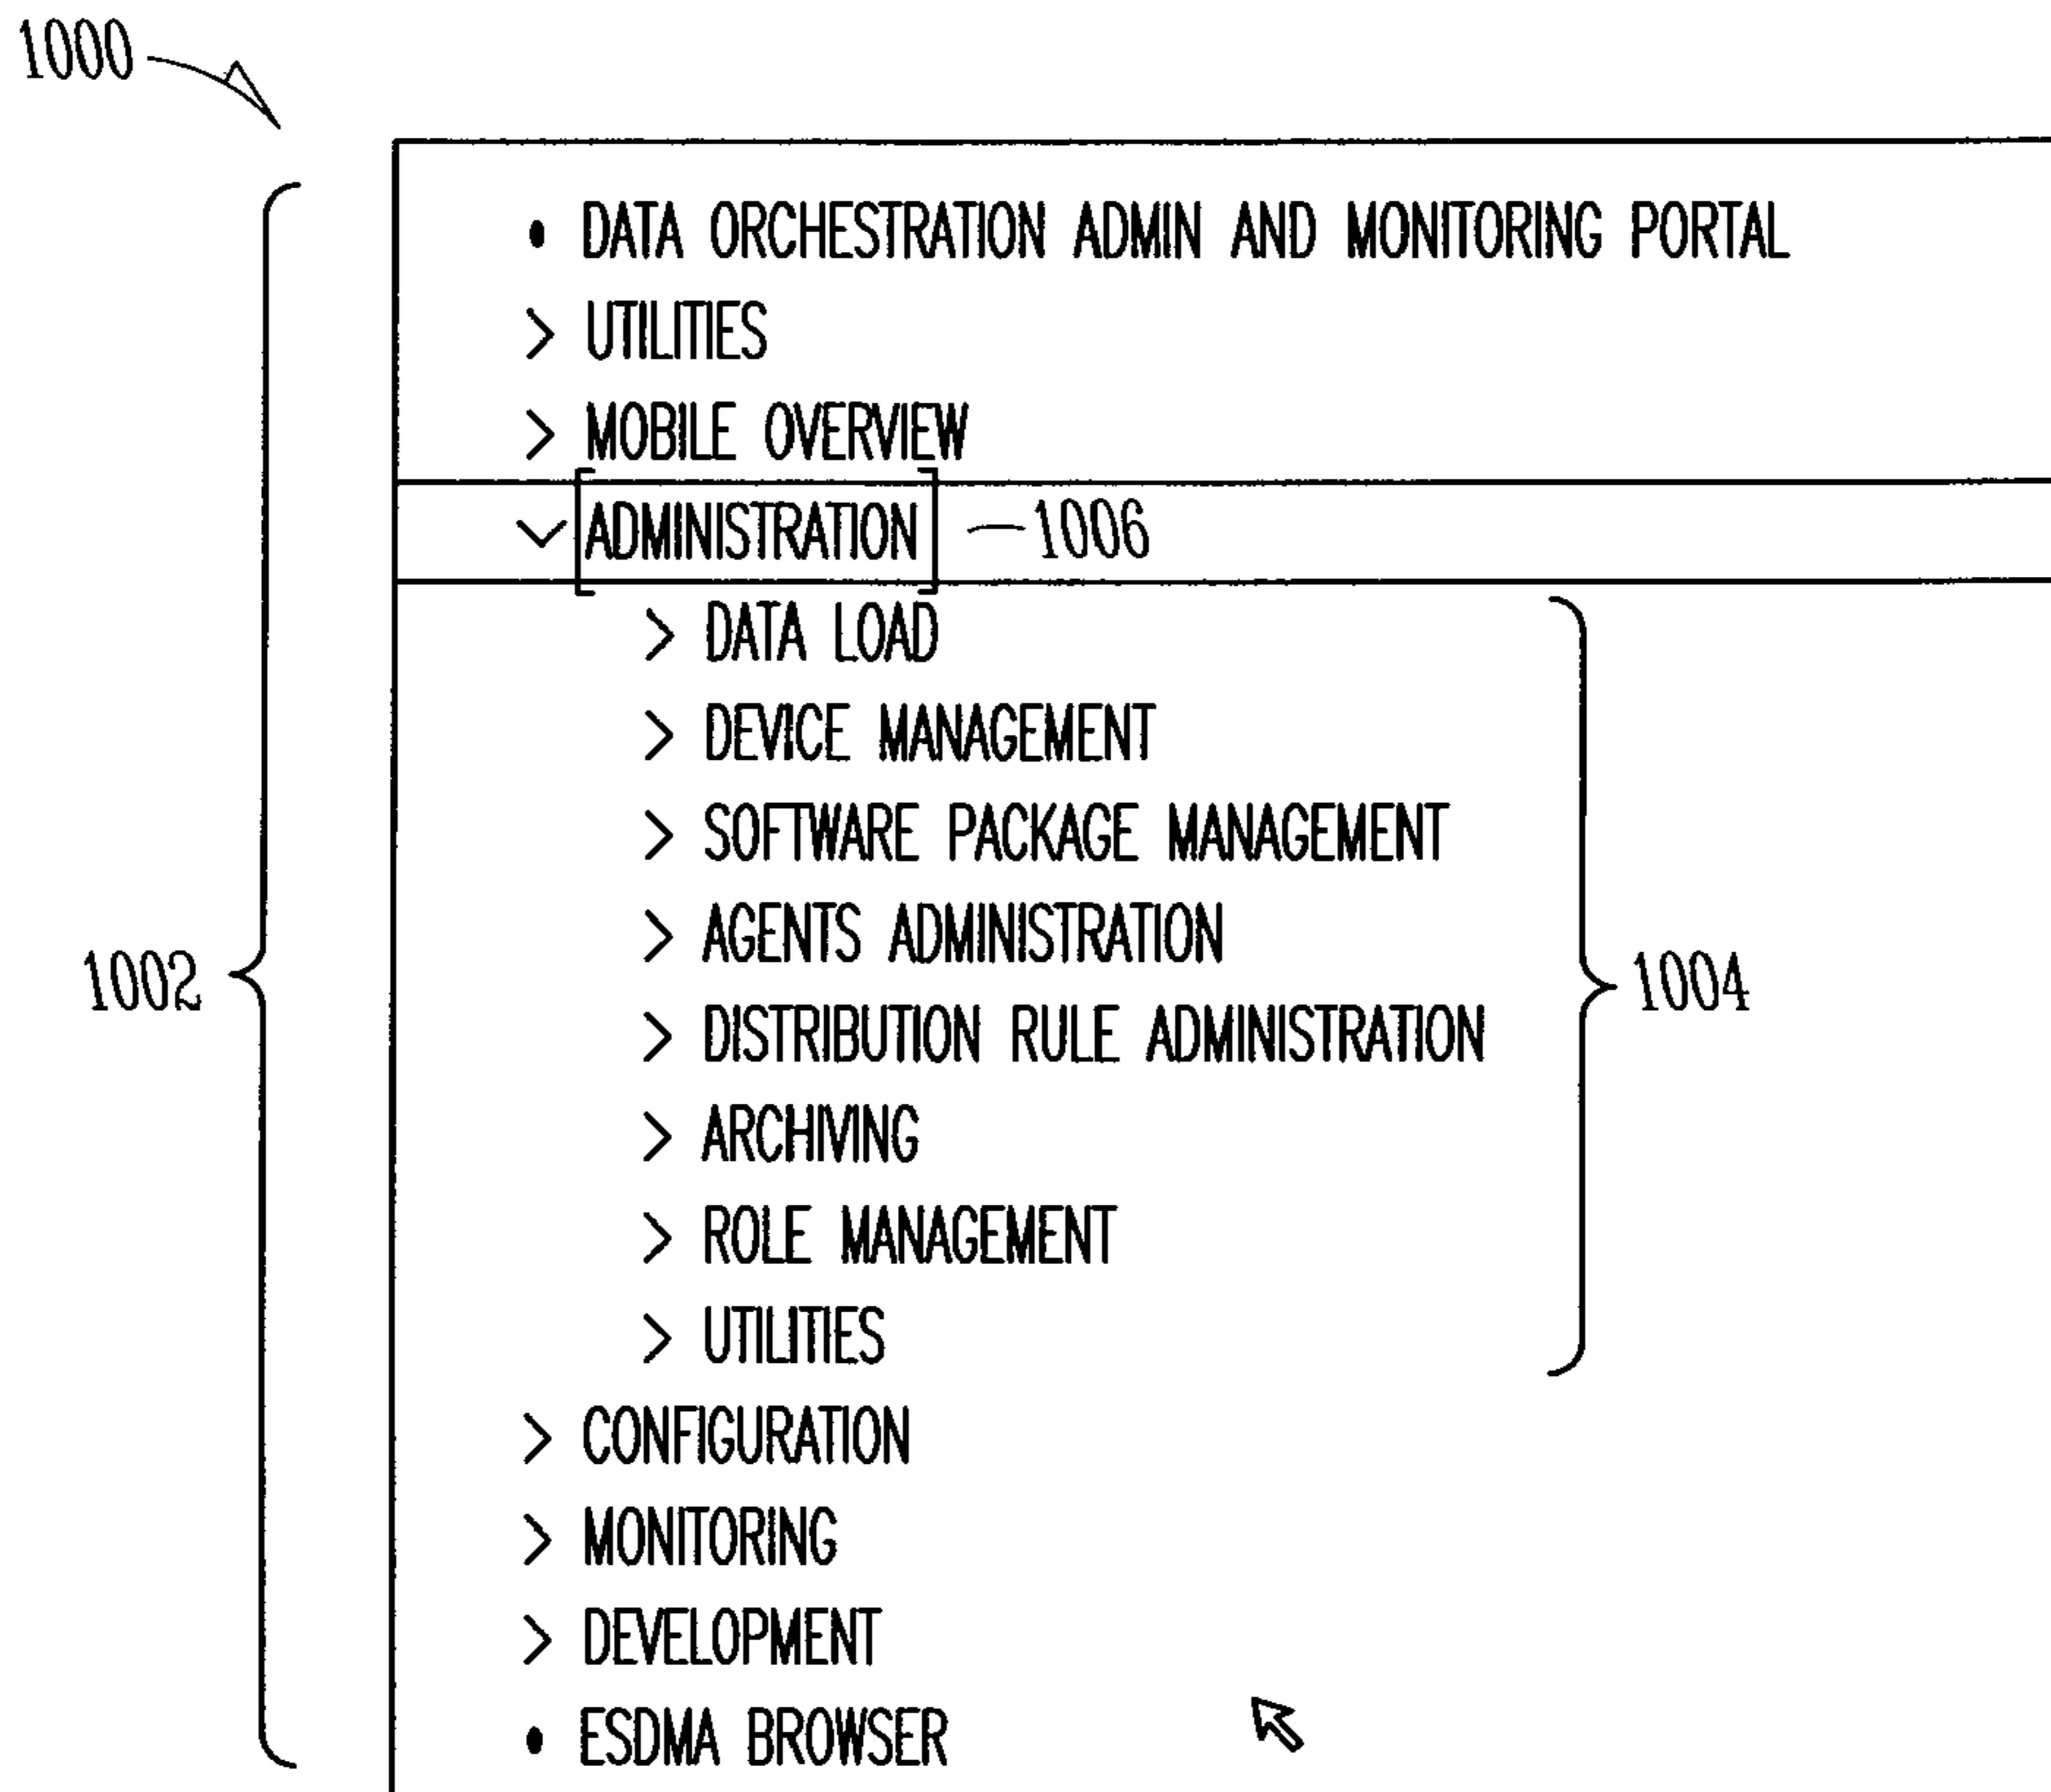 1000
• DATA ORCHESTRATION ADMIN AND MONITORING PORTAL
> UTILITIES
> MOBILE OVERVIEW
ADMINISTRATION 1006
> DATA LOAD
> DEVICE MANAGEMENT
> SOFTWARE PACKAGE MANAGEMENT
> AGENTS ADMINISTRATION
1002
1004
> DISTRIBUTION RULE ADMINISTRATION
> ARCHIVING
> ROLE MANAGEMENT
> UTILITIES
> CONFIGURATION
> MONITORING
> DEVELOPMENT
• ESDMA BROWSER